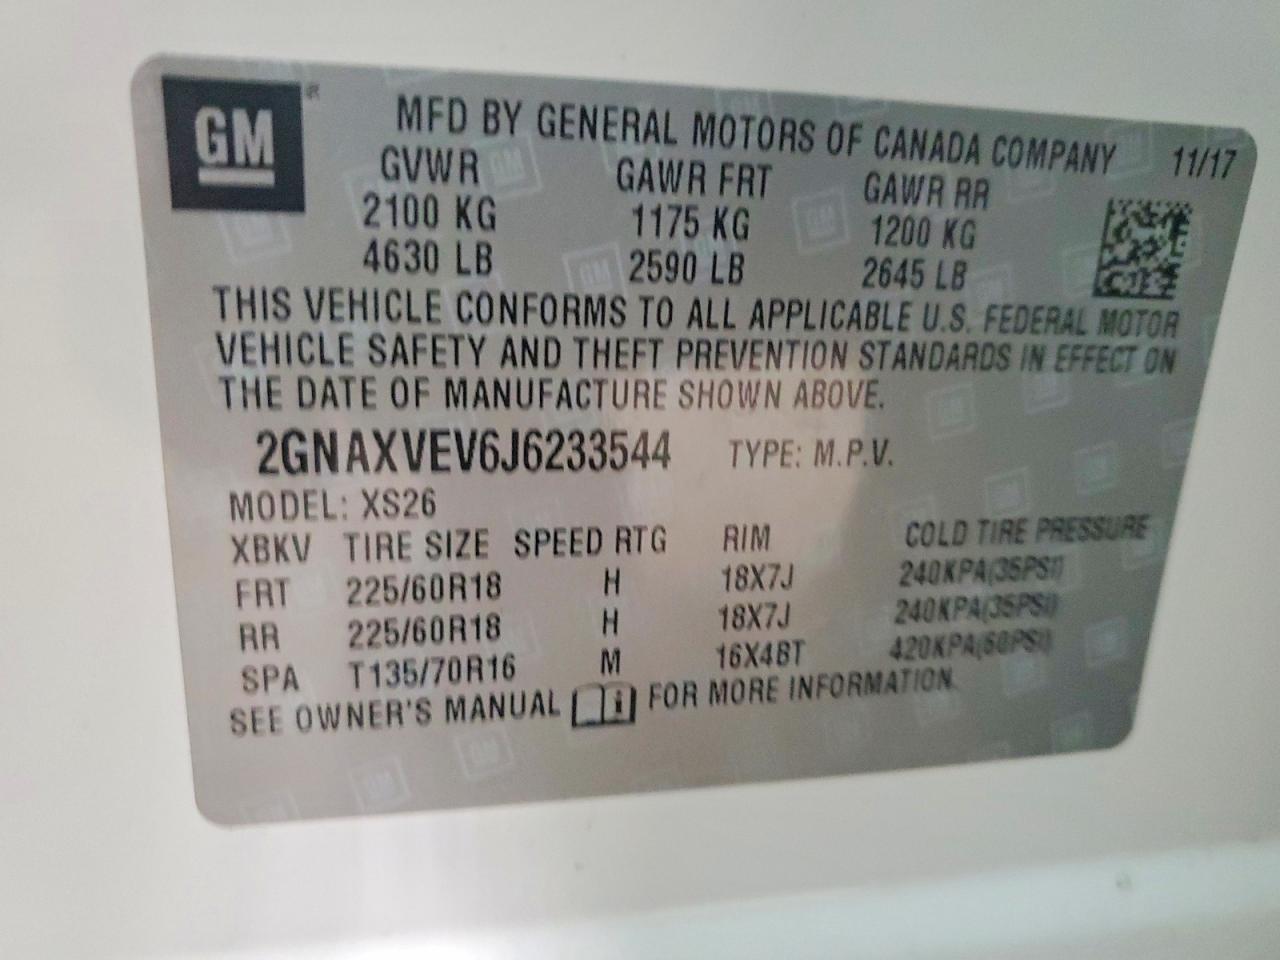 GM
MFD BY GENERAL MOTORS OF CANADA COMPANY 11/17
GVWR GAWR FRT GAWR RR
2100 KG 1175 KG 1200 KG
4630 LB 2590 LB 2645 LB
THIS VEHICLE CONFORMS TO ALL APPLICABLE U.S. FEDERAL MOTOR
VEHICLE SAFETY AND THEFT PREVENTION STANDARDS IN EFFECT ON
THE DATE OF MANUFACTURE SHOWN ABOVE.
2GNAXVEV6J6233544 TYPE: M.P.V.
MODEL: XS26
XBKV TIRE SIZE SPEED RTG RIM COLD TIRE PRESSURE
FRT 225/60R18 H 18X7J 240KPA(35PSI)
RR 225/60R18 H 18X7J 240KPA(35PSI)
SPA T135/70R16 M 16X4BT 420KPA(60PSI)
SEE OWNER'S MANUAL i FOR MORE INFORMATION.